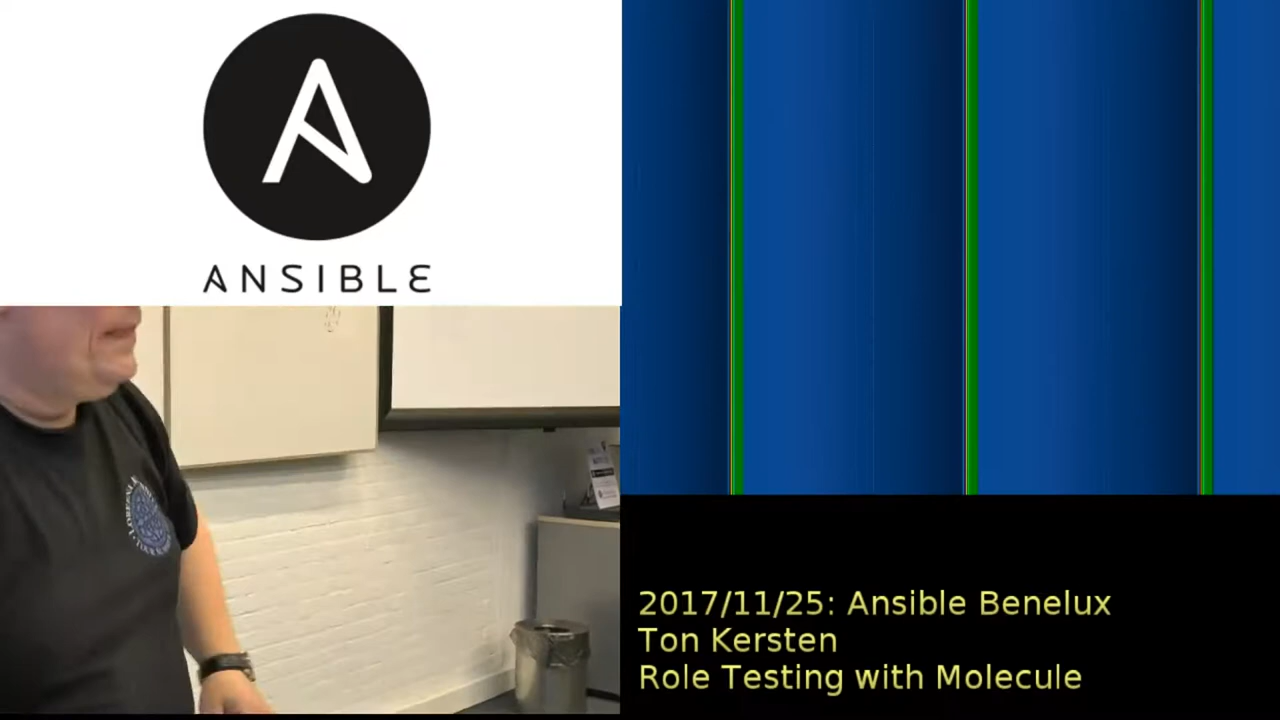 ANSIBLE
2017/11/25: Ansible Benelux
Ton Kersten
Role Testing with Molecule